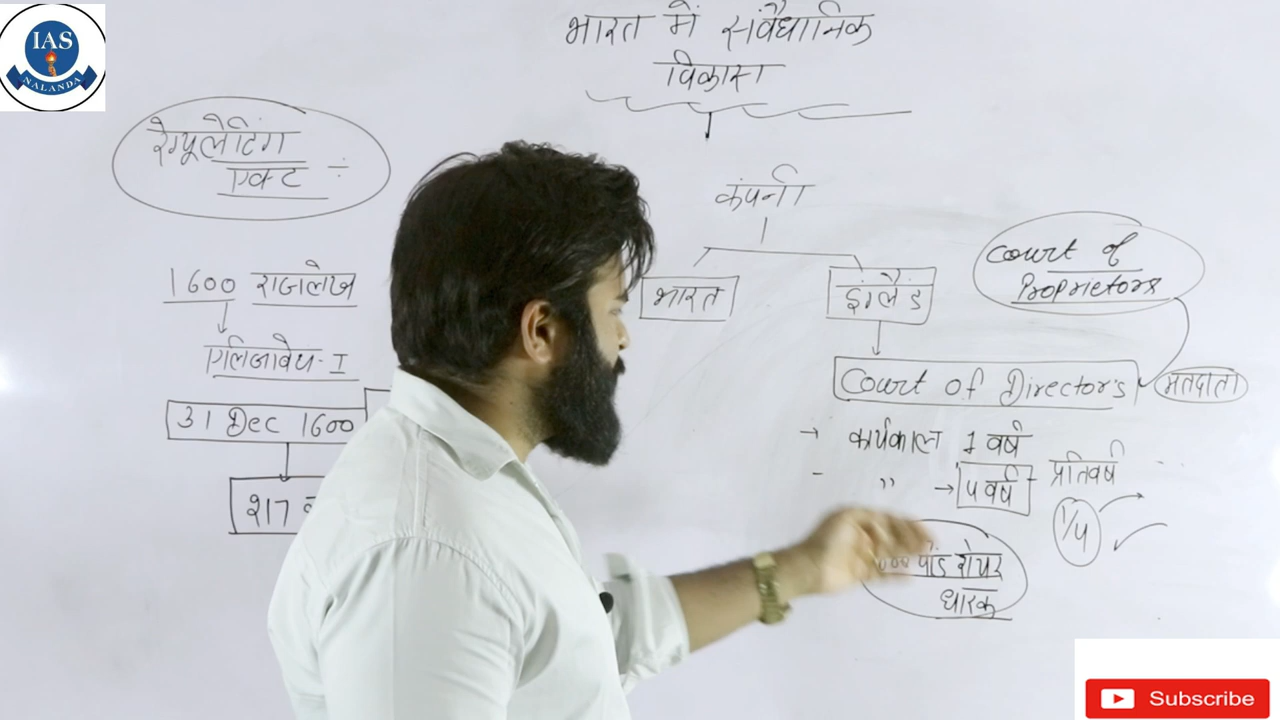 IAS
NALANDA
भारत में संवैधानिक
विकास
रेग्यूलेटिंग
एक्ट :-
1600 राजलेख
एलिजाबेथ-I
31 Dec 1600
217
कंपनी
भारत
इंग्लैंड
Court of
Proprietors
Court of Director's
मतदाता
→ कार्यकाल 1 वर्ष
- " → 4 वर्ष
प्रतिवर्ष
1/4
पौंड शेयर
धारक
Subscribe